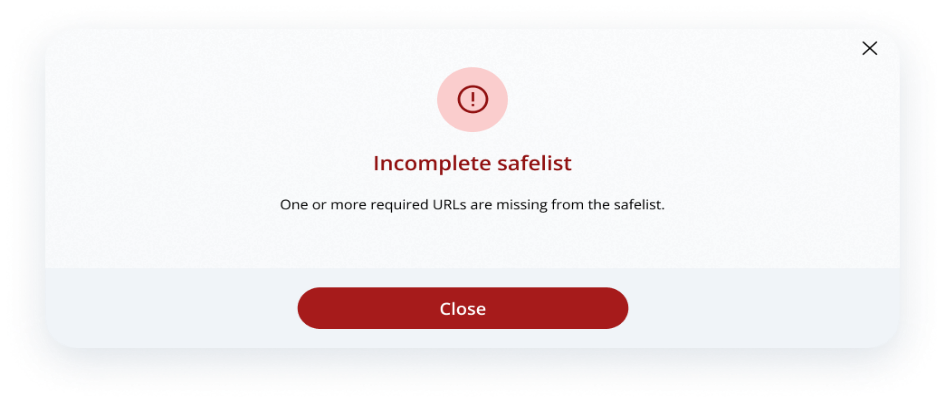 Incomplete safelist
One or more required URLs are missing from the safelist.
Close